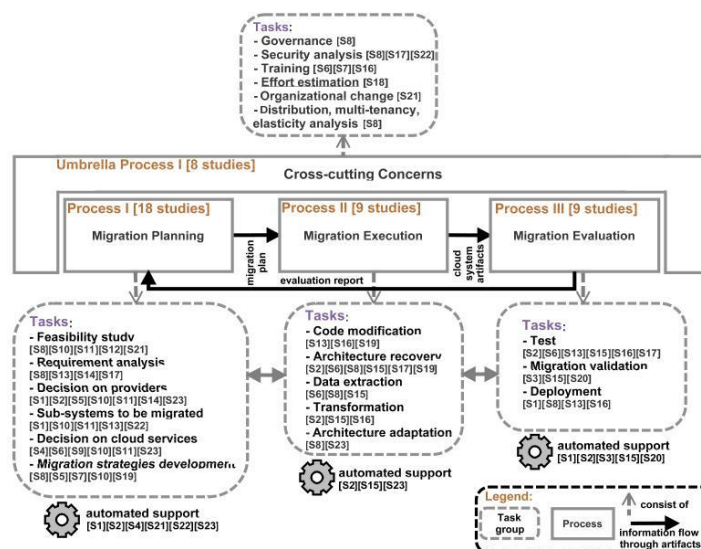 Tasks:
- Governance [S8]
- Security analysis [S8][S17][S22]
- Training [S6][S7][S16]
- Effort estimation [S18]
- Organizational change [S21]
- Distribution, multi-tenancy,
elasticity analysis [S8]
Umbrella Process I [8 studies]
Cross-cutting Concerns
Process I [18 studies]
Migration Planning
migration
plan
Process II [9 studies]
Migration Execution
cloud
system
artifacts
Process III [9 studies]
Migration Evaluation
evaluation report
Tasks:
- Feasibility study
[S8][S10][S11][S12][S21]
- Requirement analysis
[S8][S13][S14][S17]
- Decision on providers
[S1][S2][S5][S10][S11][S14][S23]
- Sub-systems to be migrated
[S1][S10][S11][S13][S22]
- Decision on cloud services
[S4][S6][S9][S10][S11][S23]
- Migration strategies development
[S8][S5][S7][S10][S19]
automated support
[S1][S2][S4][S21][S22][S23]
Tasks:
- Code modification
[S13][S16][S19]
- Architecture recovery
[S2][S6][S8][S15][S17][S19]
- Data extraction
[S6][S8][S15]
- Transformation
[S2][S15][S16]
- Architecture adaptation
[S8][S23]
automated support
[S2][S15][S23]
Tasks:
- Test
[S2][S6][S13][S15][S16][S17]
- Migration validation
[S3][S15][S20]
- Deployment
[S1][S8][S13][S16]
automated support
[S1][S2][S3][S15][S20]
Legend:
Task
group
Process
consist of
information flow
through artifacts